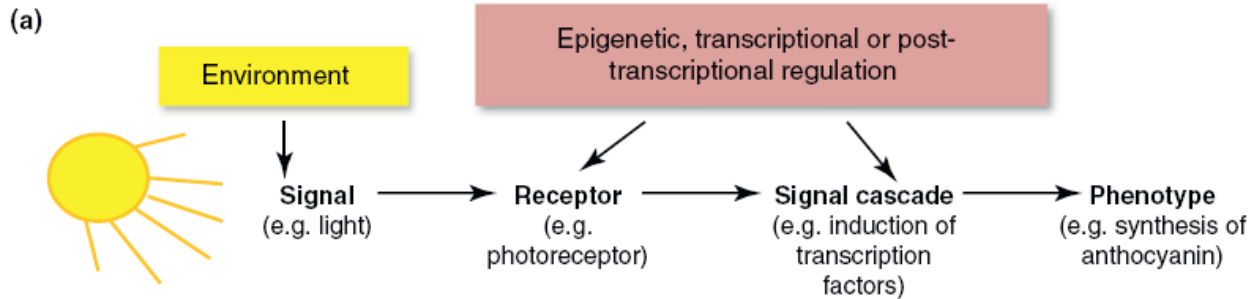 (a)
Environment
Epigenetic, transcriptional or post-
transcriptional regulation
Signal
(e.g. light)
Receptor
(e.g.
photoreceptor)
Signal cascade
(e.g. induction of
transcription
factors)
Phenotype
(e.g. synthesis of
anthocyanin)